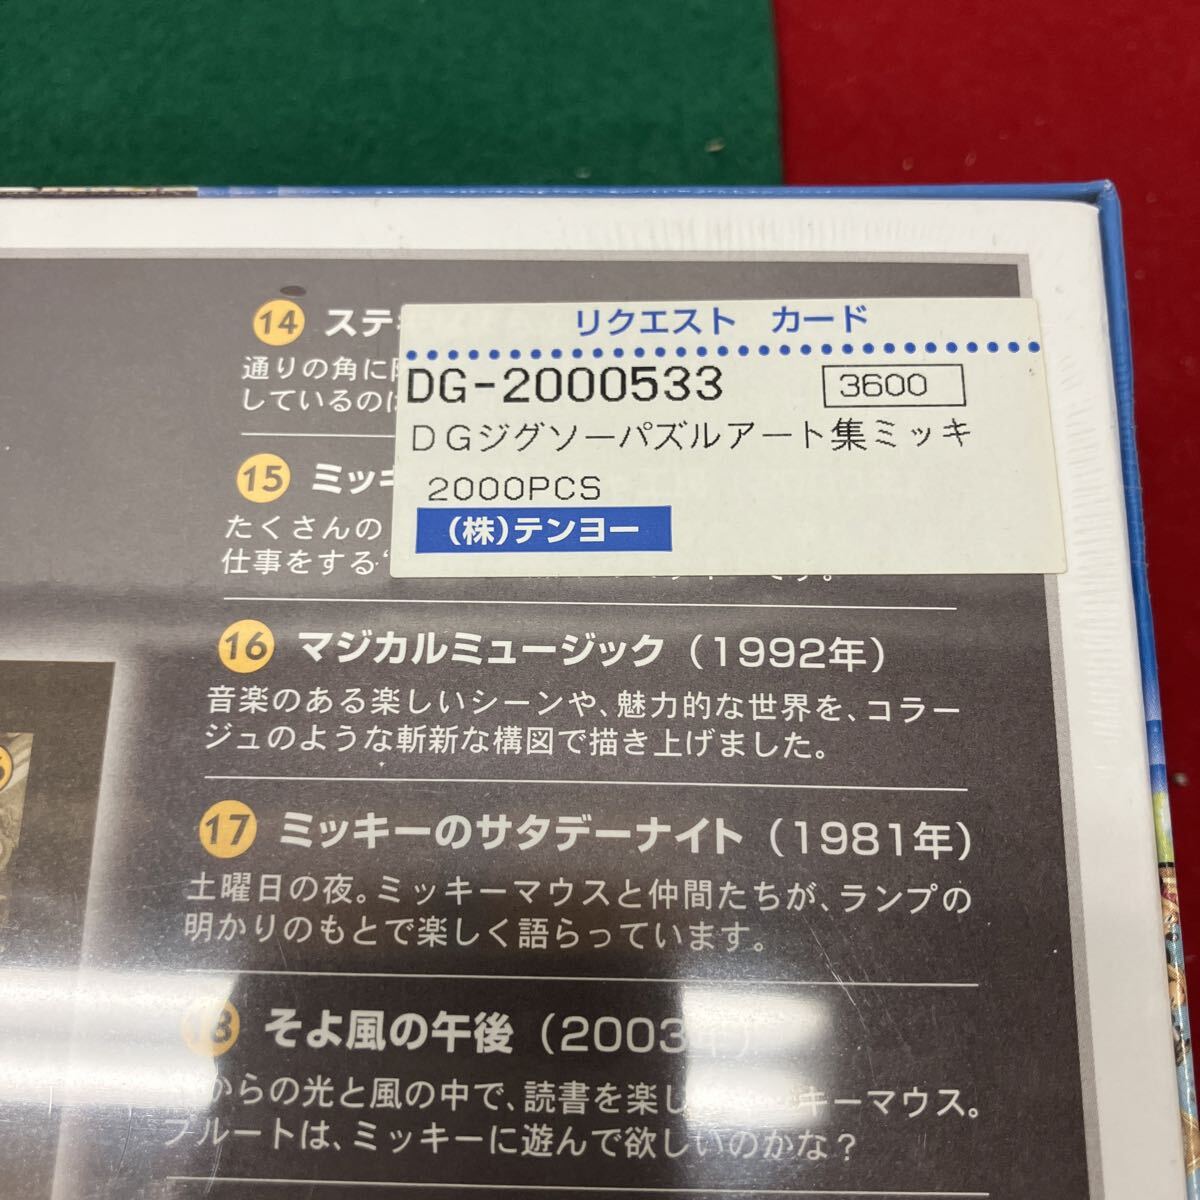 リクエスト カード
DG-2000533 3600
DGジグソーパズルアート集ミッキ
2000PCS
(株)テンヨー
14 ステ
通りの角に
しているのは
15 ミッキ
たくさんの
仕事をする“
です。
16 マジカルミュージック(1992年)
音楽のある楽しいシーンや、魅力的な世界を、コラー
ジュのような斬新な構図で描き上げました。
17 ミッキーのサタデーナイト(1981年)
土曜日の夜。ミッキーマウスと仲間たちが、ランプの
明かりのもとで楽しく語らっています。
18 そよ風の午後(2003年)
からの光と風の中で、読書を楽し キーマウス。
プルートは、ミッキーに遊んで欲しいのかな?